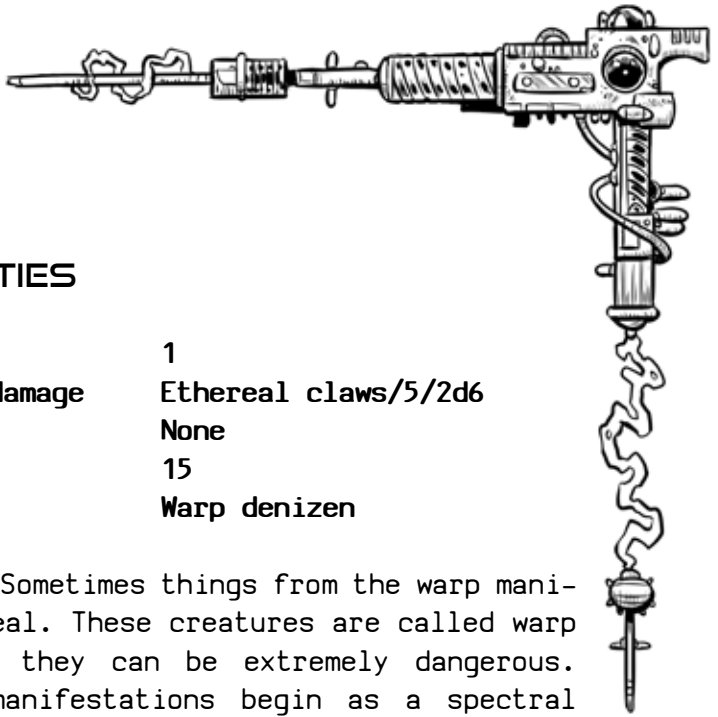 TIES
1
damage Ethereal claws/5/2d6
None
15
Warp denizen
Sometimes things from the warp mani-
eal. These creatures are called warp
they can be extremely dangerous.
manifestations begin as a spectral